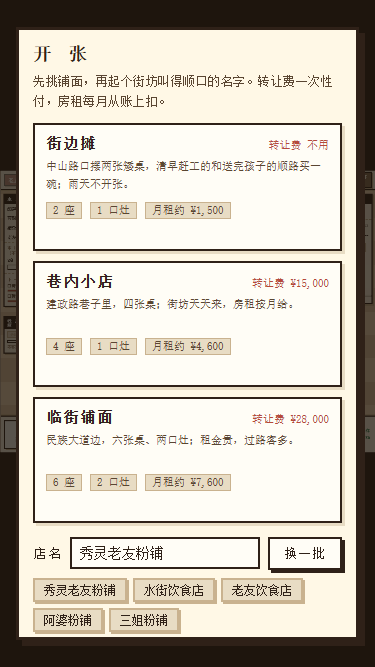 开 张
先挑铺面，再起个街坊叫得顺口的名字。转让费一次性
付，房租每月从账上扣。
街边摊 转让费 不用
中山路口摆两张矮桌，清早赶工的和送完孩子的顺路买一
碗；雨天不开张。
2 座 1 口灶 月租约 ¥1,500
巷内小店 转让费 ¥15,000
建政路巷子里，四张桌；街坊天天来，房租按月给。
4 座 1 口灶 月租约 ¥4,600
临街铺面 转让费 ¥28,000
民族大道边，六张桌、两口灶；租金贵，过路客多。
6 座 2 口灶 月租约 ¥7,600
店名 秀灵老友粉铺 换一批
秀灵老友粉铺 水街饮食店 老友饮食店
阿婆粉铺 三姐粉铺